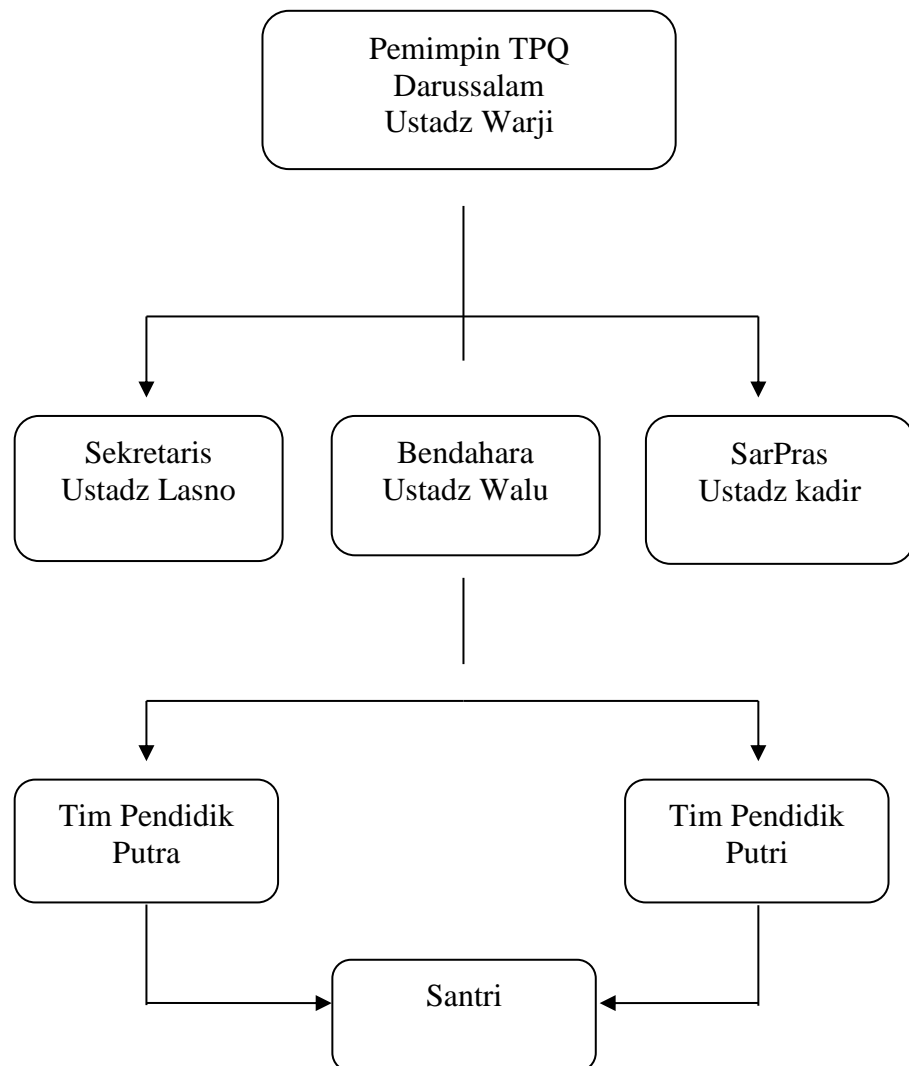 Pemimpin TPQ
Darussalam
Ustadz Warji
Sekretaris
Ustadz Lasno
Bendahara
Ustadz Walu
SarPras
Ustadz kadir
Tim Pendidik
Putra
Tim Pendidik
Putri
Santri